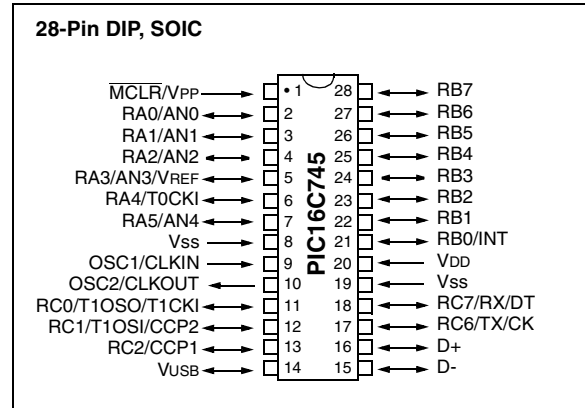 28-Pin DIP, SOIC
MCLR/VPP • 1 28 RB7
RA0/AN0 2 27 RB6
RA1/AN1 3 26 RB5
RA2/AN2 4 25 RB4
RA3/AN3/VREF 5 24 RB3
RA4/T0CKI 6 23 RB2
RA5/AN4 7 22 RB1
Vss 8 21 RB0/INT
OSC1/CLKIN 9 20 VDD
OSC2/CLKOUT 10 19 Vss
RC0/T1OSO/T1CKI 11 18 RC7/RX/DT
RC1/T1OSI/CCP2 12 17 RC6/TX/CK
RC2/CCP1 13 16 D+
VUSB 14 15 D-
PIC16C745